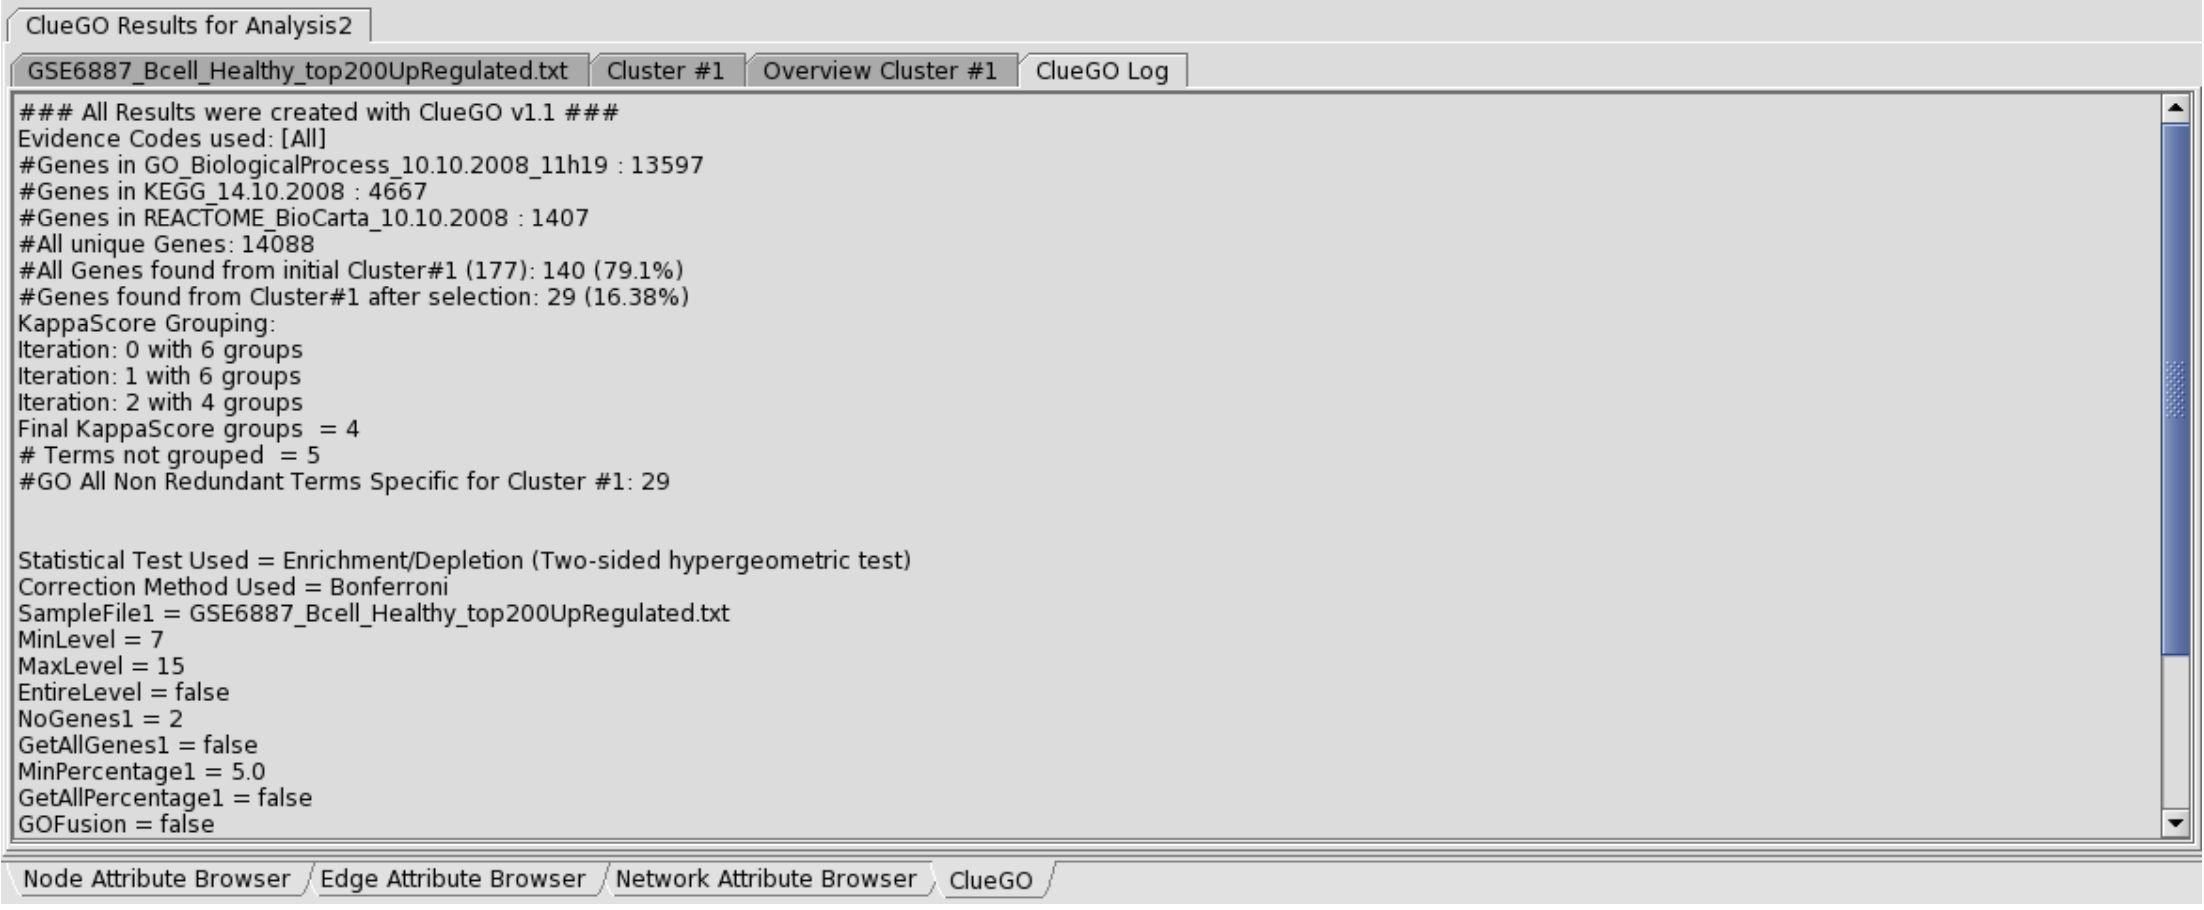 ClueGO Results for Analysis2
GSE6887_Bcell_Healthy_top200UpRegulated.txt Cluster #1 Overview Cluster #1 ClueGO Log
### All Results were created with ClueGO v1.1 ###
Evidence Codes used: [All]
#Genes in GO_BiologicalProcess_10.10.2008_11h19 : 13597
#Genes in KEGG_14.10.2008 : 4667
#Genes in REACTOME_BioCarta_10.10.2008 : 1407
#All unique Genes: 14088
#All Genes found from initial Cluster#1 (177): 140 (79.1%)
#Genes found from Cluster#1 after selection: 29 (16.38%)
KappaScore Grouping:
Iteration: 0 with 6 groups
Iteration: 1 with 6 groups
Iteration: 2 with 4 groups
Final KappaScore groups  = 4
# Terms not grouped  = 5
#GO All Non Redundant Terms Specific for Cluster #1: 29
Statistical Test Used = Enrichment/Depletion (Two-sided hypergeometric test)
Correction Method Used = Bonferroni
SampleFile1 = GSE6887_Bcell_Healthy_top200UpRegulated.txt
MinLevel = 7
MaxLevel = 15
EntireLevel = false
NoGenes1 = 2
GetAllGenes1 = false
MinPercentage1 = 5.0
GetAllPercentage1 = false
GOFusion = false
Node Attribute Browser Edge Attribute Browser Network Attribute Browser ClueGO